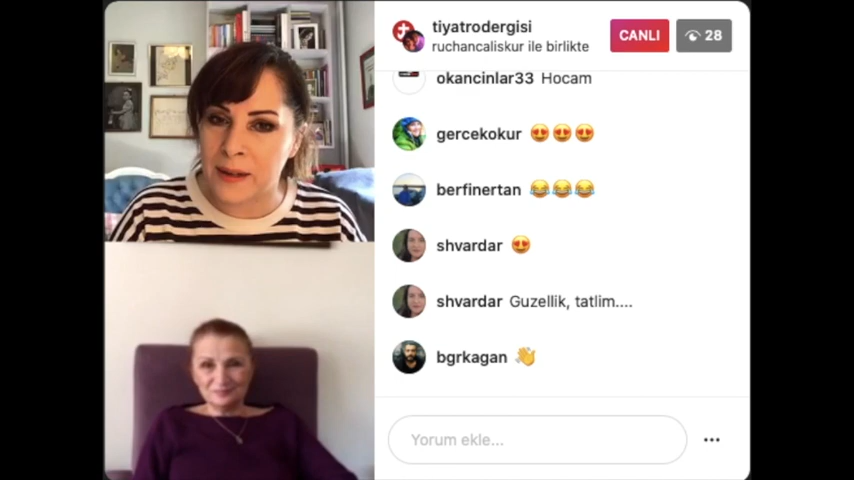 tiyatrodergisi
ruchancaliskur ile birlikte
CANLI
28
okancinlar33 Hocam
gercekokur 😍😍😍
berfinertan 😂😂😂
shvardar 😍
shvardar Guzellik, tatlim....
bgrkagan 👏
Yorum ekle...